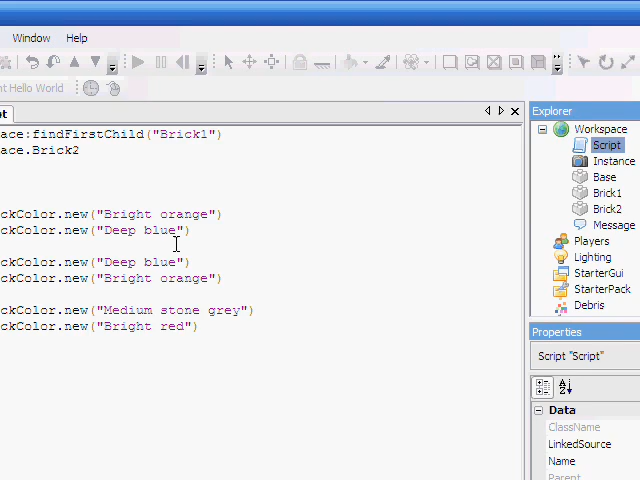 Window Help
nt Hello World
pt
ace:findFirstChild("Brick1")
ace.Brick2
ckColor.new("Bright orange")
ckColor.new("Deep blue")
ckColor.new("Deep blue")
ckColor.new("Bright orange")
ckColor.new("Medium stone grey")
ckColor.new("Bright red")
Explorer
Workspace
Script
Instance
Base
Brick1
Brick2
Message
Players
Lighting
StarterGui
StarterPack
Debris
Properties
Script "Script"
Data
ClassName
LinkedSource
Name
Parent